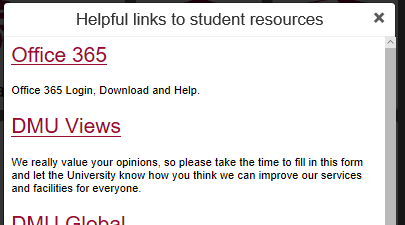 Helpful links to student resources
Office 365
Office 365 Login, Download and Help.
DMU Views
We really value your opinions, so please take the time to fill in this form
and let the University know how you think we can improve our services
and facilities for everyone.
DMU Global